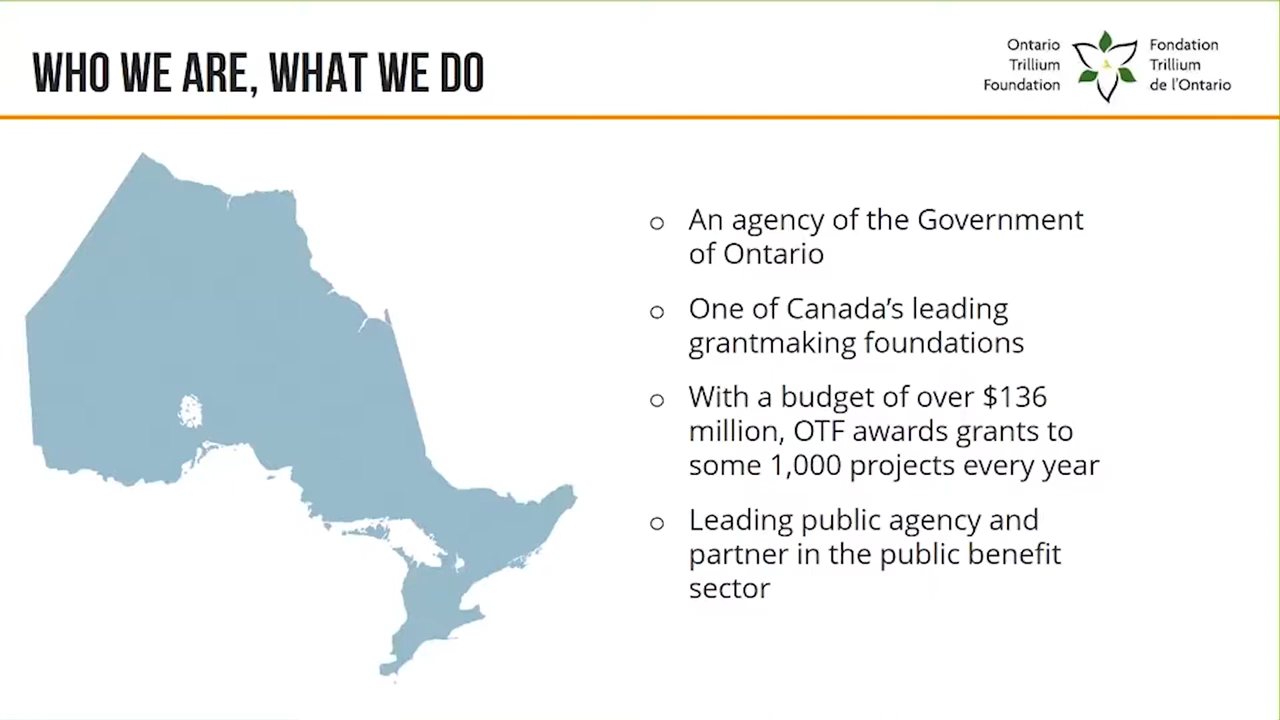 WHO WE ARE, WHAT WE DO
Ontario
Trillium
Foundation
Fondation
Trillium
de l'Ontario
o An agency of the Government
of Ontario
o One of Canada's leading
grantmaking foundations
o With a budget of over $136
million, OTF awards grants to
some 1,000 projects every year
o Leading public agency and
partner in the public benefit
sector